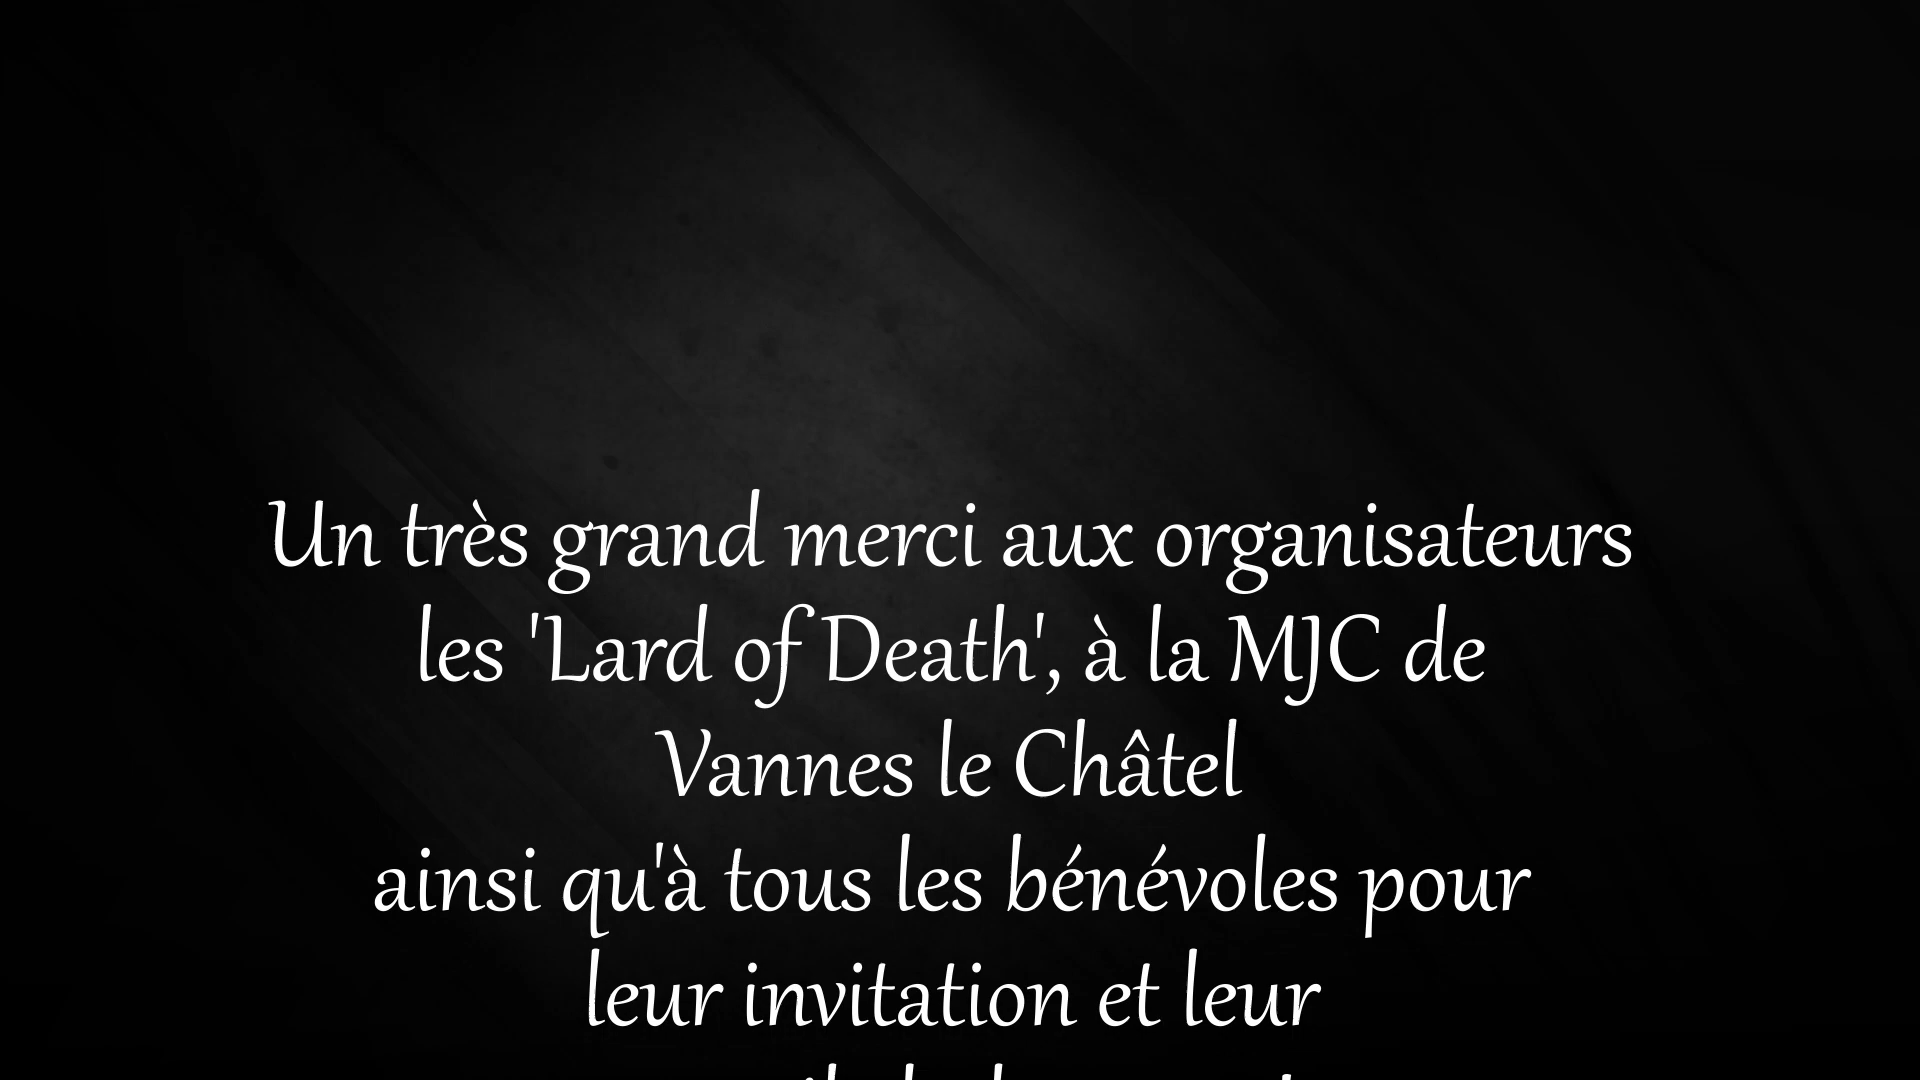 Un très grand merci aux organisateurs
les 'Lard of Death', à la MJC de
Vannes le Châtel
ainsi qu'à tous les bénévoles pour
leur invitation et leur